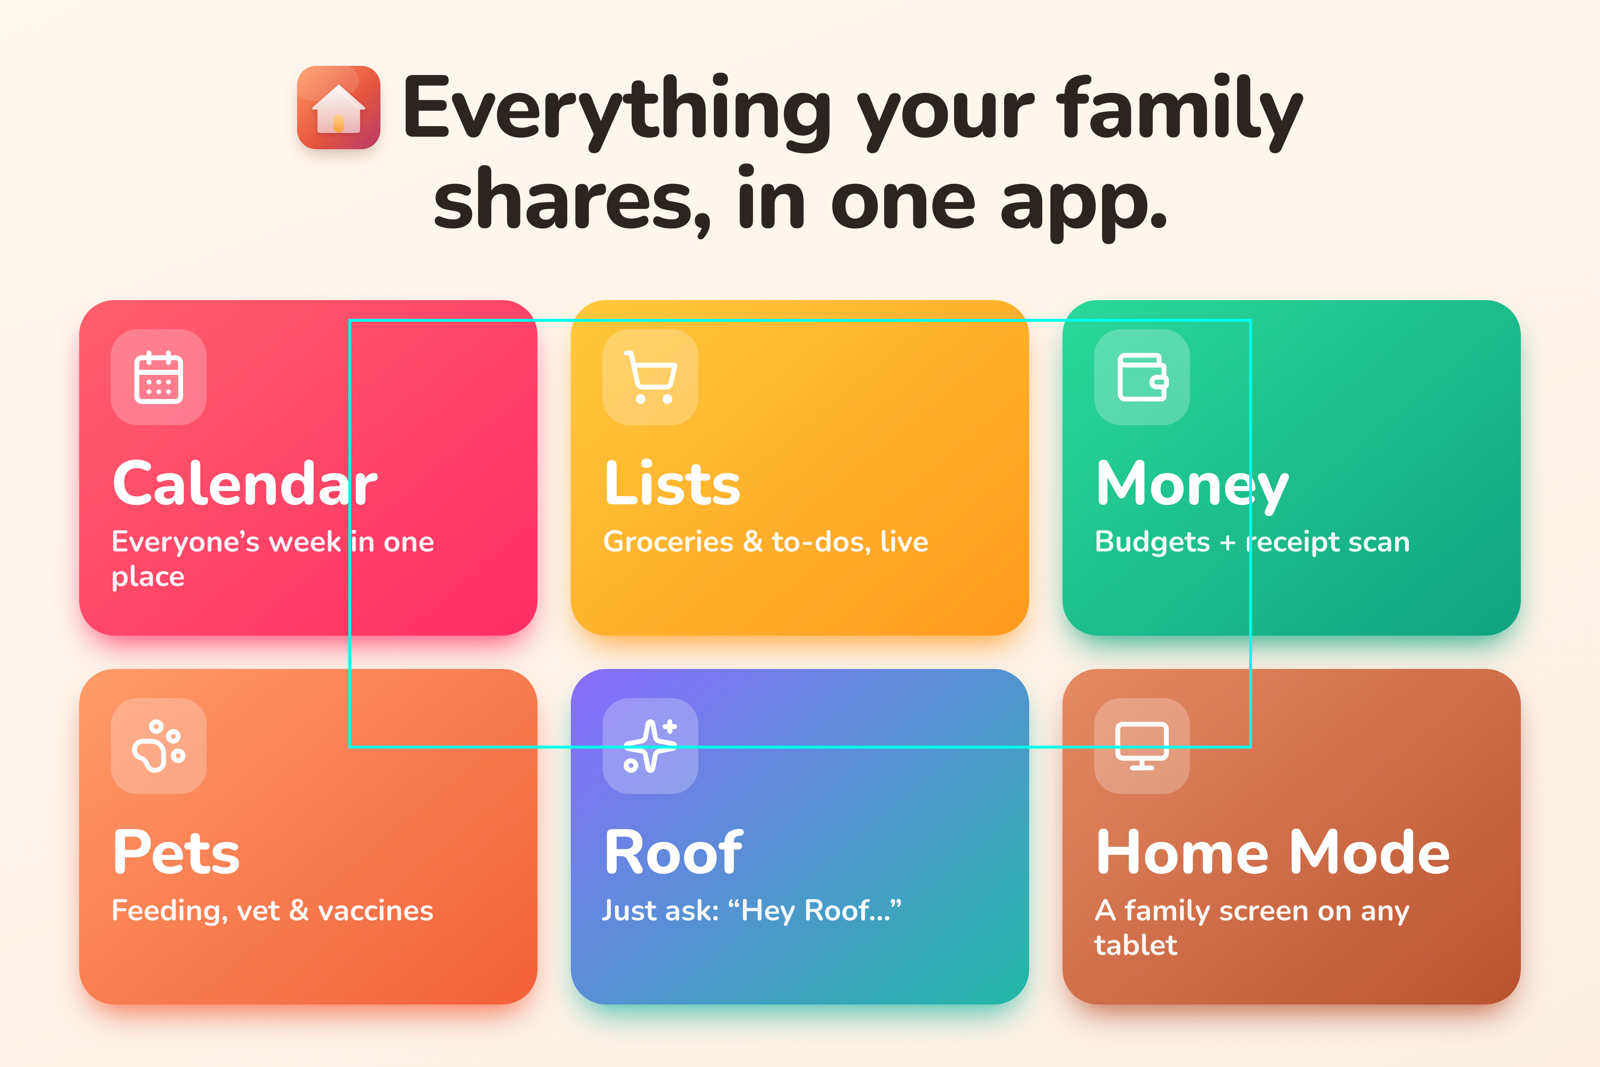 Everything your family
shares, in one app.
Calendar
Everyone’s week in one
place
Lists
Groceries & to-dos, live
Money
Budgets + receipt scan
Pets
Feeding, vet & vaccines
Roof
Just ask: “Hey Roof...”
Home Mode
A family screen on any
tablet